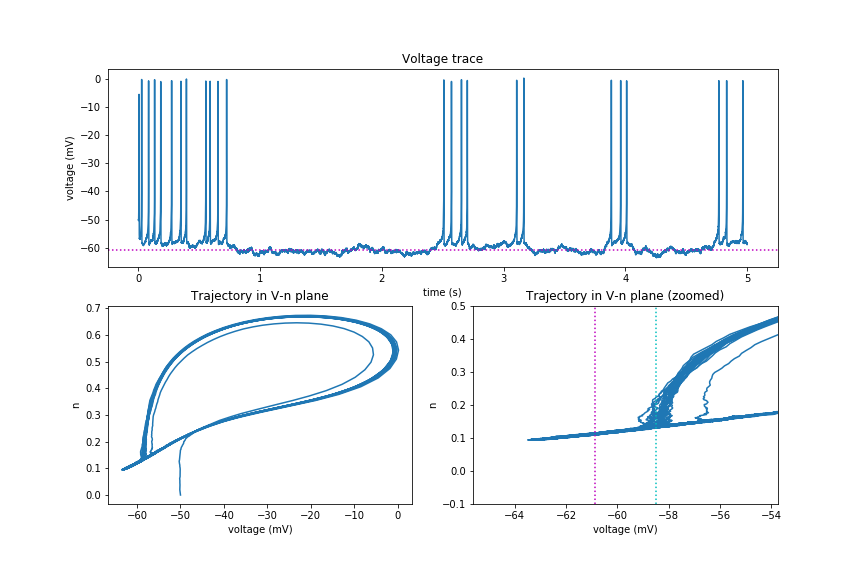 Voltage trace
voltage (mV)
0
−10
−20
−30
−40
−50
−60
0 1 2 3 4 5
time (s)
Trajectory in V-n plane
n
0.7
0.6
0.5
0.4
0.3
0.2
0.1
0.0
−60 −50 −40 −30 −20 −10 0
voltage (mV)
Trajectory in V-n plane (zoomed)
n
0.5
0.4
0.3
0.2
0.1
0.0
−0.1
−64 −62 −60 −58 −56 −54
voltage (mV)